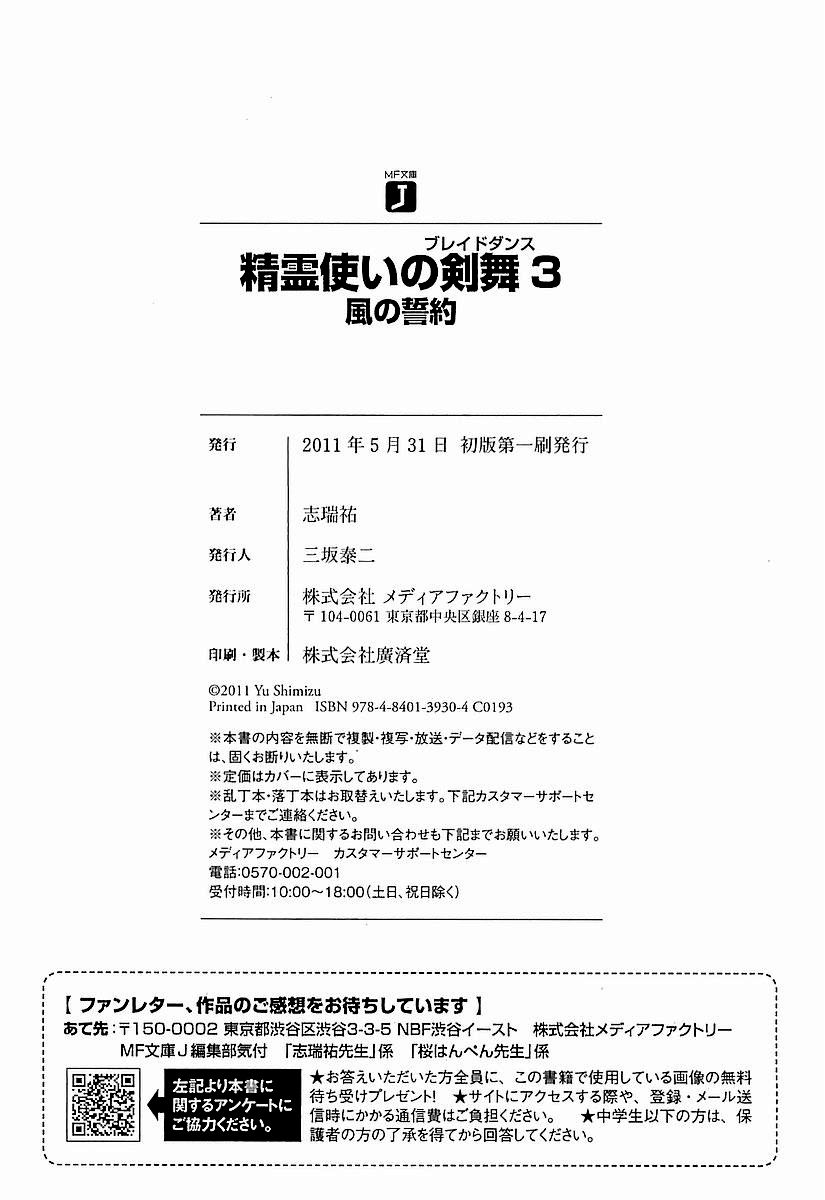 MF文庫
J
ブレイドダンス
精霊使いの剣舞 3
風の誓約
発行 2011年5月31日 初版第一刷発行
著者 志瑞祐
発行人 三坂泰二
発行所 株式会社 メディアファクトリー
〒104-0061 東京都中央区銀座 8-4-17
印刷・製本 株式会社廣済堂
©2011 Yu Shimizu
Printed in Japan ISBN 978-4-8401-3930-4 C0193
※本書の内容を無断で複製・複写・放送・データ配信などをすること
は、固くお断りいたします。
※定価はカバーに表示してあります。
※乱丁本・落丁本はお取替えいたします。下記カスタマーサポートセ
ンターまでご連絡ください。
※その他、本書に関するお問い合わせも下記までお願いいたします。
メディアファクトリー カスタマーサポートセンター
電話:0570-002-001
受付時間:10:00〜18:00(土日、祝日除く)
【 ファンレター、作品のご感想をお待ちしています 】
あて先:〒150-0002 東京都渋谷区渋谷3-3-5 NBF渋谷イースト 株式会社メディアファクトリー
MF文庫J編集部気付 「志瑞祐先生」係 「桜はんぺん先生」係
左記より本書に
関するアンケートに
ご協力ください。
★お答えいただいた方全員に、この書籍で使用している画像の無料
待ち受けプレゼント! ★サイトにアクセスする際や、登録・メール送
信時にかかる通信費はご負担ください。 ★中学生以下の方は、保
護者の方の了承を得てから回答してください。